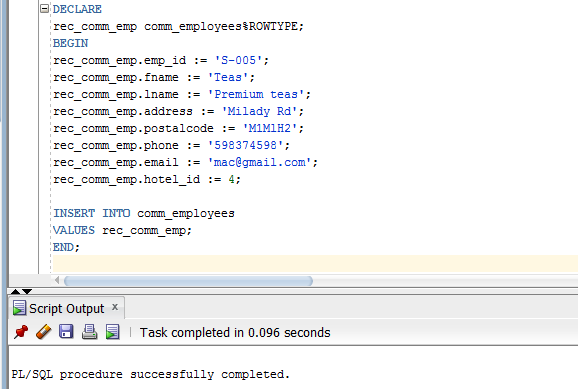 DECLARE
rec_comm_emp comm_employees%ROWTYPE;
BEGIN
rec_comm_emp.emp_id := 'S-005';
rec_comm_emp.fname := 'Teas';
rec_comm_emp.lname := 'Premium teas';
rec_comm_emp.address := 'Milady Rd';
rec_comm_emp.postalcode := 'M1M1H2';
rec_comm_emp.phone := '598374598';
rec_comm_emp.email := 'mac@gmail.com';
rec_comm_emp.hotel_id := 4;
INSERT INTO comm_employees
VALUES rec_comm_emp;
END;
Script Output x
Task completed in 0.096 seconds
PL/SQL procedure successfully completed.